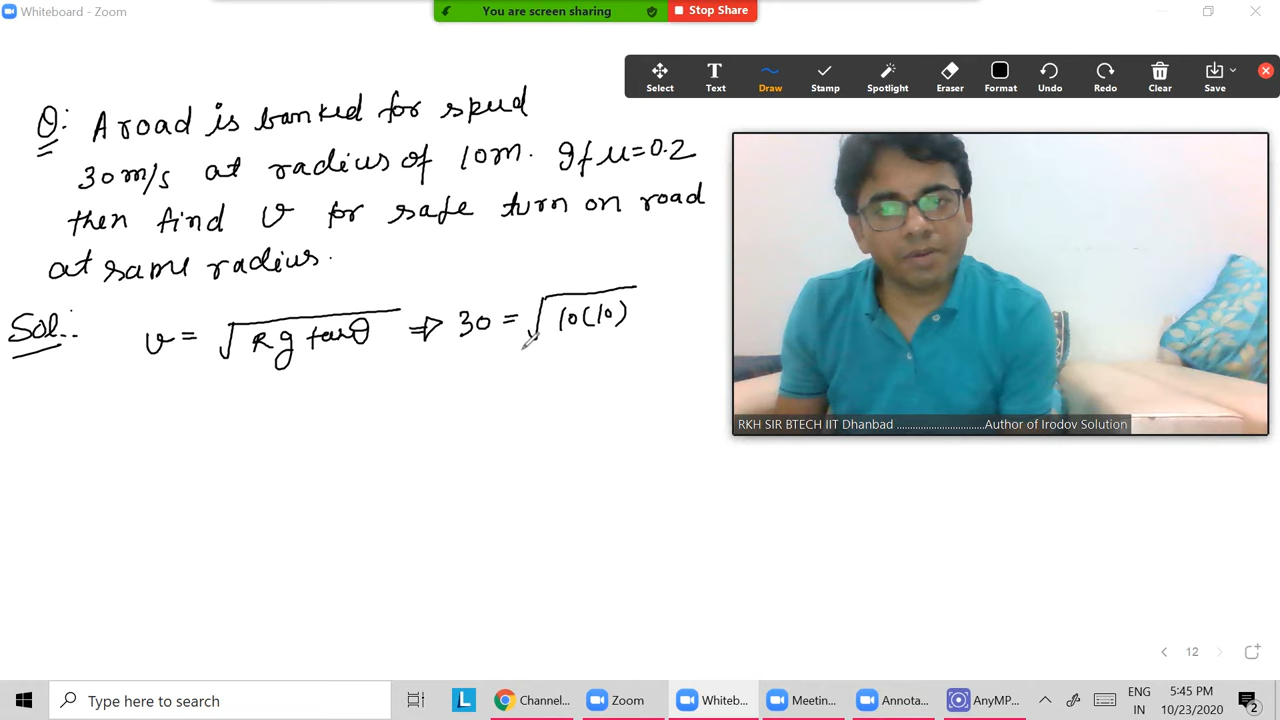 Whiteboard - Zoom
You are screen sharing
Stop Share
Select
Text
Draw
Stamp
Spotlight
Eraser
Format
Undo
Redo
Clear
Save
Q: A road is banked for speed
30m/s at radius of 10m. If μ=0.2
then find v for safe turn on road
at same radius.
Sol:
v = √Rg tanθ ⇒ 30 = √10(10)
RKH SIR BTECH IIT Dhanbad ...............................Author of Irodov Solution
12
Type here to search
L
Channel...
Zoom
Whiteb...
Meetin...
Annota...
AnyMP...
ENG
IN
5:45 PM
10/23/2020
2